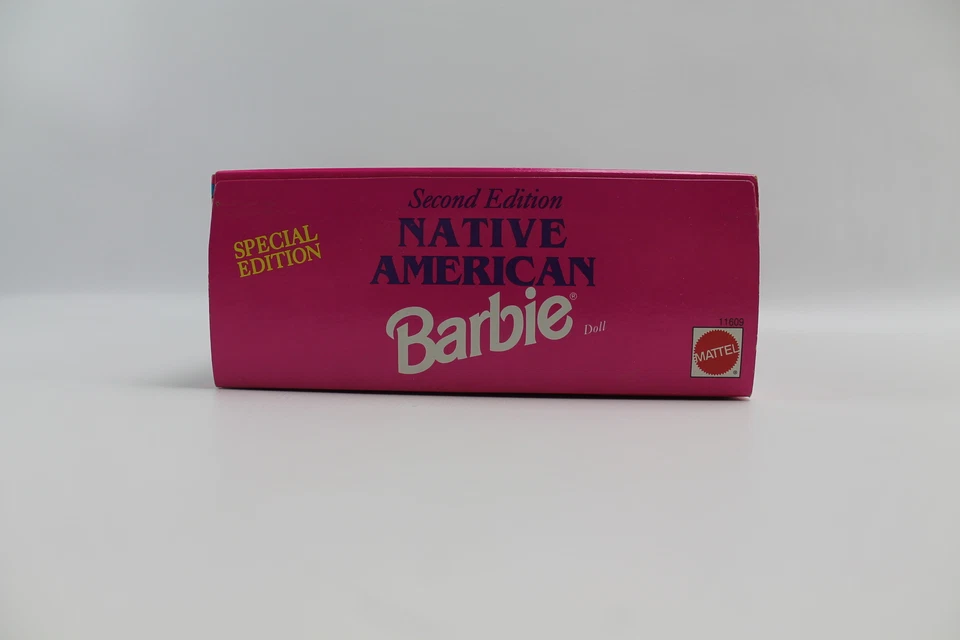 Second Edition
NATIVE
AMERICAN
Barbie®
Doll
SPECIAL
EDITION
11609
MATTEL
®